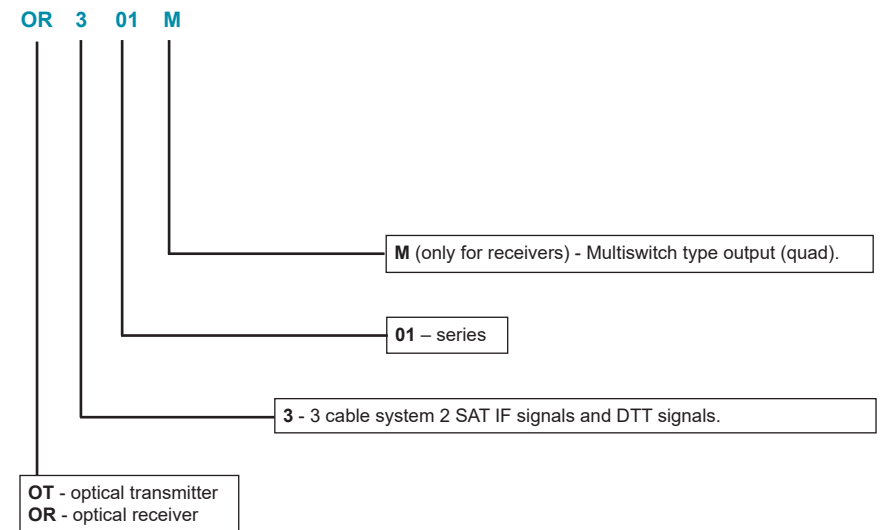 OR 3 01 M
M (only for receivers) - Multiswitch type output (quad).
01 – series
3 - 3 cable system 2 SAT IF signals and DTT signals.
OT - optical transmitter
OR - optical receiver